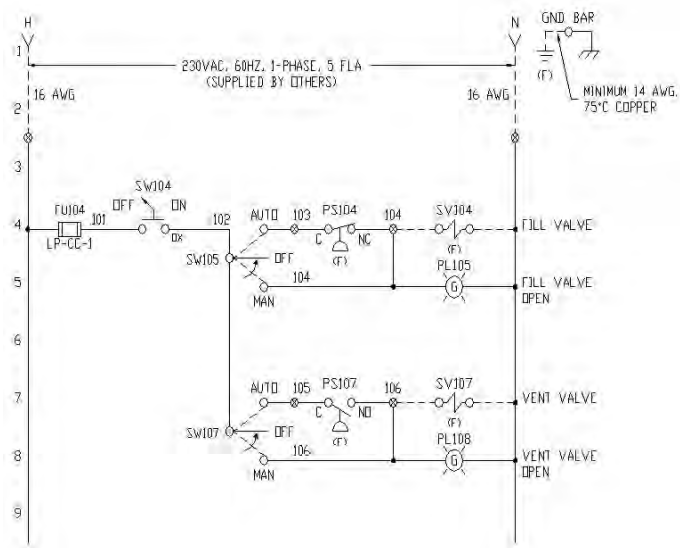 H
N
GND BAR
1
230VAC, 60HZ, 1-PHASE, 5 FLA
(SUPPLIED BY OTHERS)
(F)
16 AWG
16 AWG
MINIMUM 14 AWG.
75°C COPPER
2
3
SW104
FU104
101
OFF
ON
102
AUTO
103
PS104
104
SV104
4
LP-CC-1
OX
C
NC
(F)
(F)
FILL VALVE
SW105
OFF
PL105
104
5
MAN
G
FILL VALVE
OPEN
6
AUTO
105
PS107
106
SV107
7
C
NO
(F)
(F)
VENT VALVE
SW107
OFF
PL108
106
8
MAN
G
VENT VALVE
OPEN
9